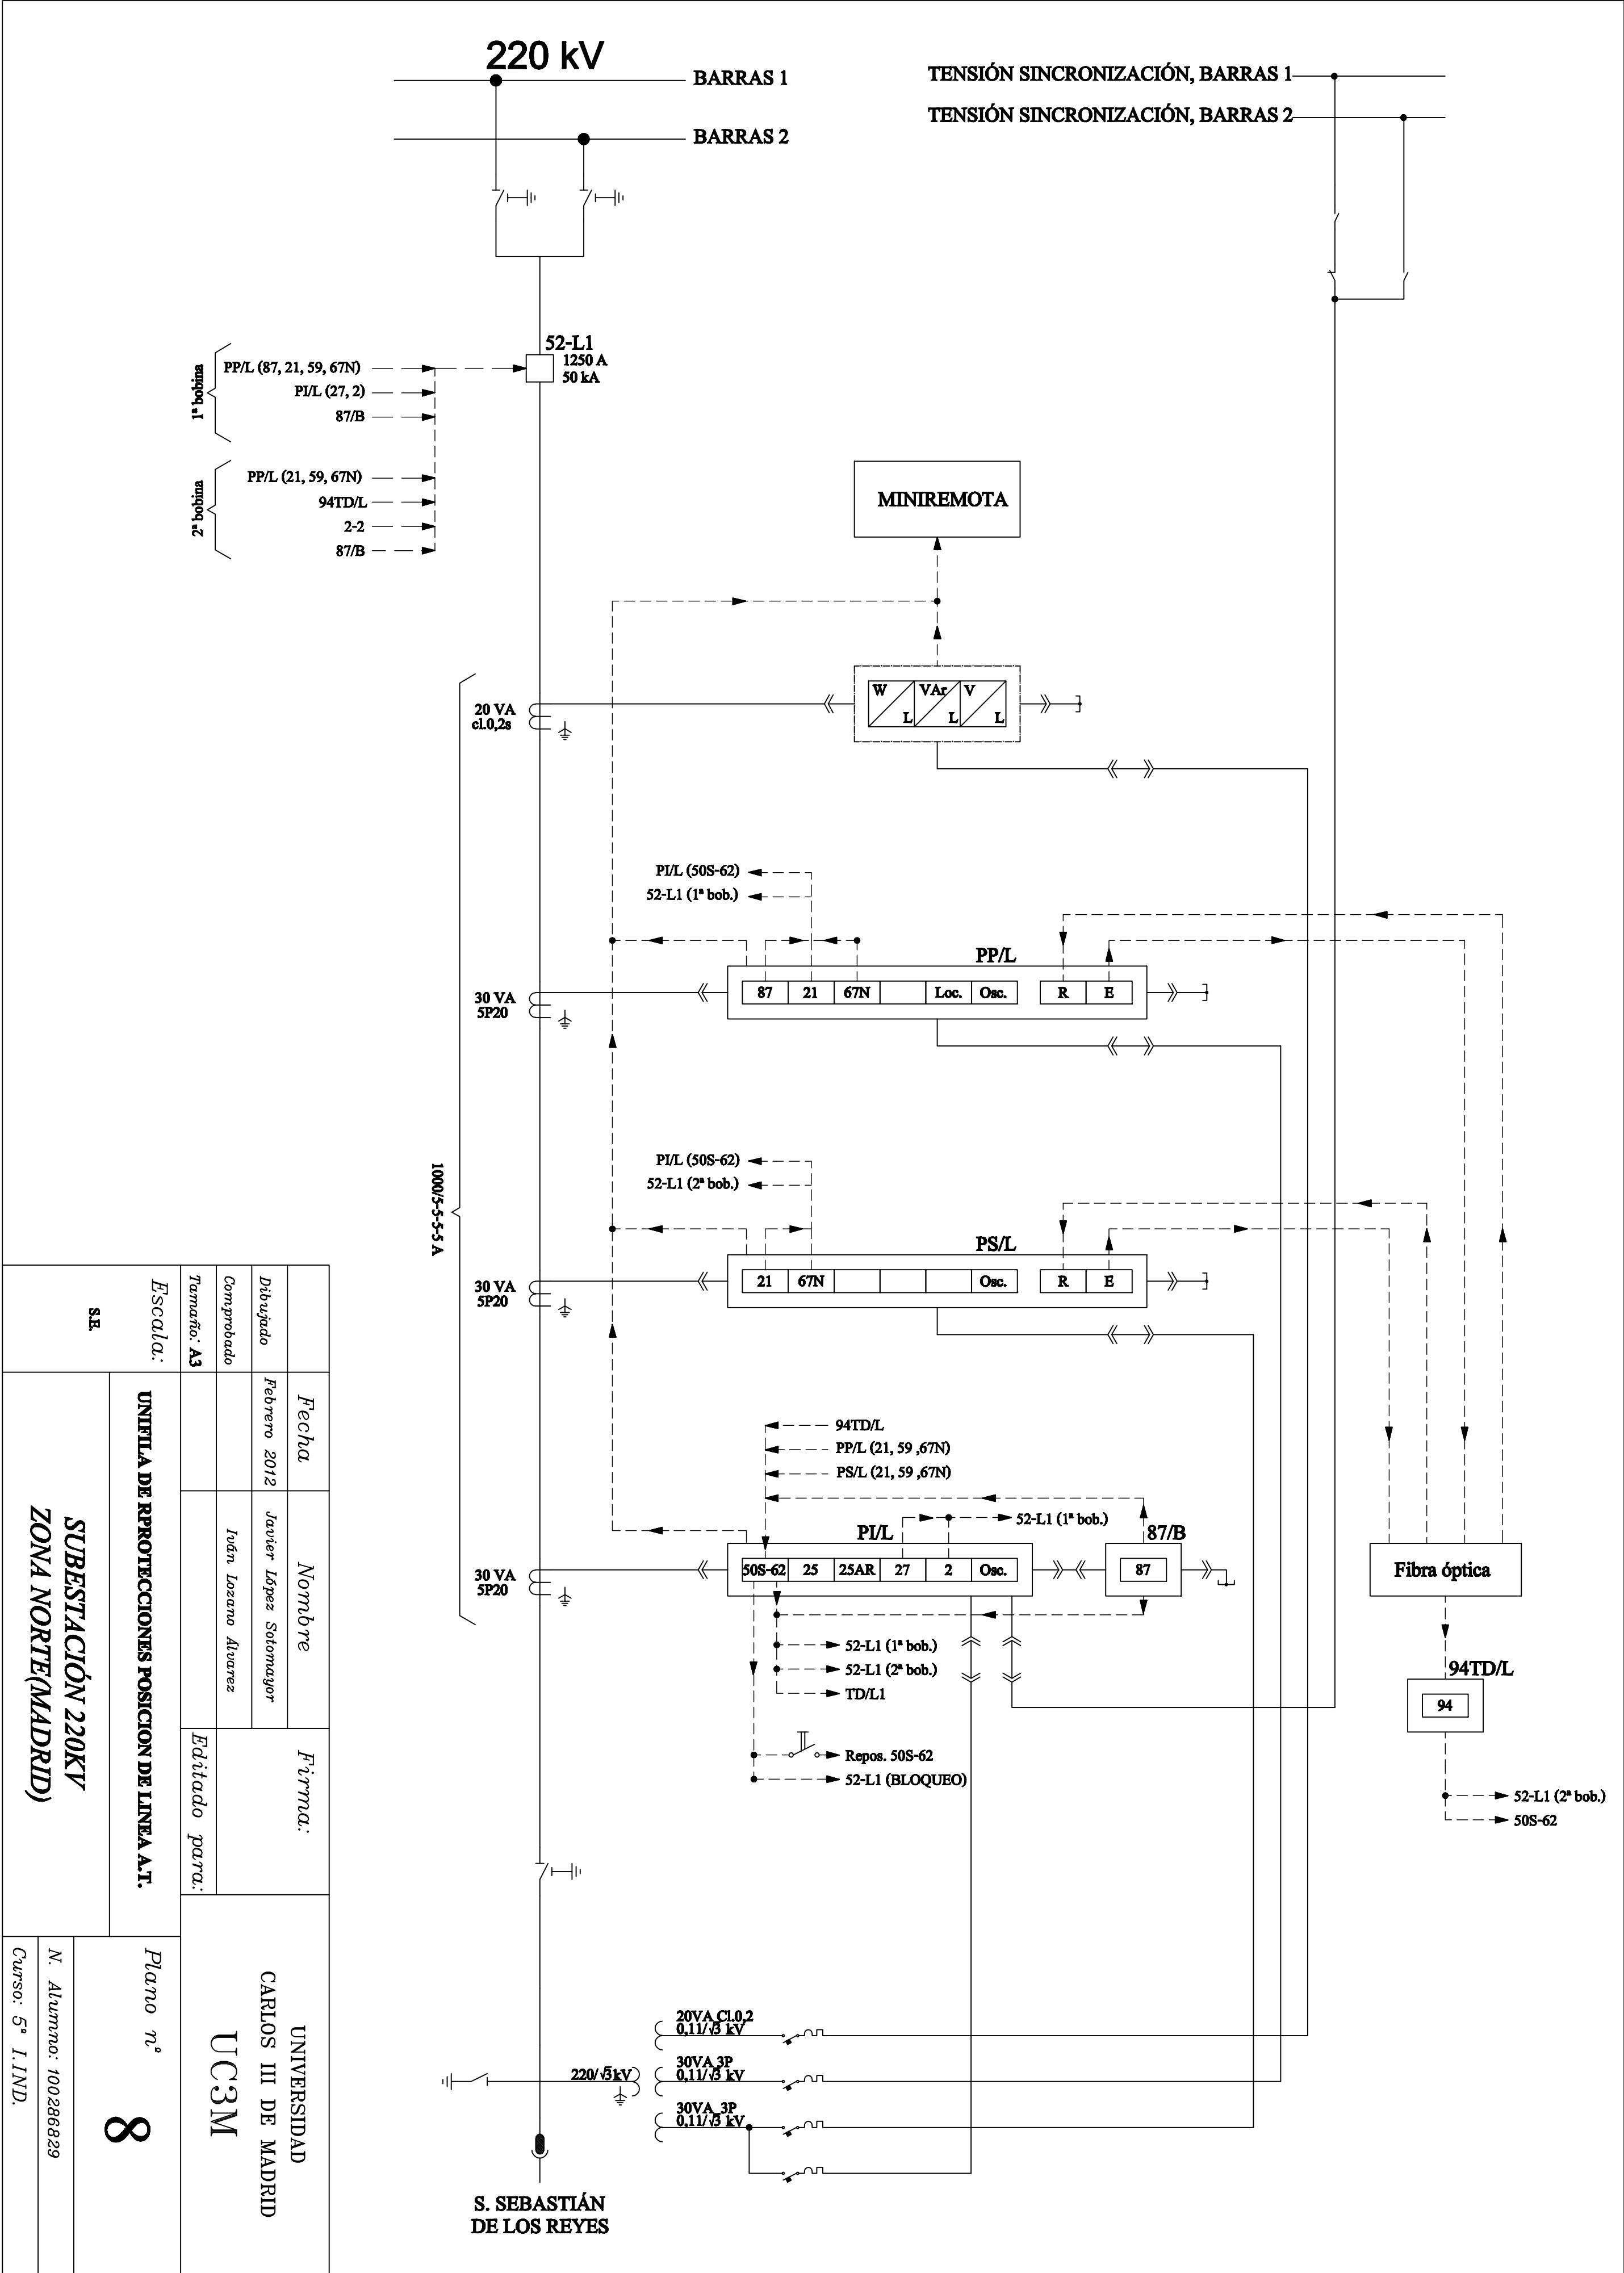 220 kV
BARRAS 1
BARRAS 2
TENSIÓN SINCRONIZACIÓN, BARRAS 1
TENSIÓN SINCRONIZACIÓN, BARRAS 2
52-L1
1250 A
50 kA
1ª bobina
PP/L (87, 21, 59, 67N)
PI/L (27, 2)
87/B
2ª bobina
PP/L (21, 59, 67N)
94TD/L
2-2
87/B
MINIREMOTA
20 VA
cl.0,2s
W
L
VAr
L
V
L
PI/L (50S-62)
52-L1 (1ª bob.)
PP/L
30 VA
5P20
87
21
67N
Loc.
Osc.
R
E
1000/5-5-5-5 A
PI/L (50S-62)
52-L1 (2ª bob.)
PS/L
30 VA
5P20
21
67N
Osc.
R
E
94TD/L
PP/L (21, 59 ,67N)
PS/L (21, 59 ,67N)
52-L1 (1ª bob.)
PI/L
87/B
30 VA
5P20
50S-62
25
25AR
27
2
Osc.
87
Fibra óptica
52-L1 (1ª bob.)
52-L1 (2ª bob.)
TD/L1
Repos. 50S-62
52-L1 (BLOQUEO)
94TD/L
94
52-L1 (2ª bob.)
50S-62
20VA Cl.0,2
0,11/√3 kV
220/√3kV
30VA 3P
0,11/√3 kV
30VA 3P
0,11/√3 kV
S. SEBASTIÁN
DE LOS REYES
Fecha
Nombre
Firma:
UNIVERSIDAD
CARLOS III DE MADRID
UC3M
Dibujado
Febrero 2012
Javier López Sotomayor
Comprobado
Iván Lozano Álvarez
Tamaño: A3
Editado para:
Escala:
S.E.
UNIFILA DE RPROTECCIONES POSICION DE LINEA A.T.
Plano nº
8
SUBESTACIÓN 220KV
ZONA NORTE(MADRID)
N. Alumno: 100286829
Curso: 5º I.IND.